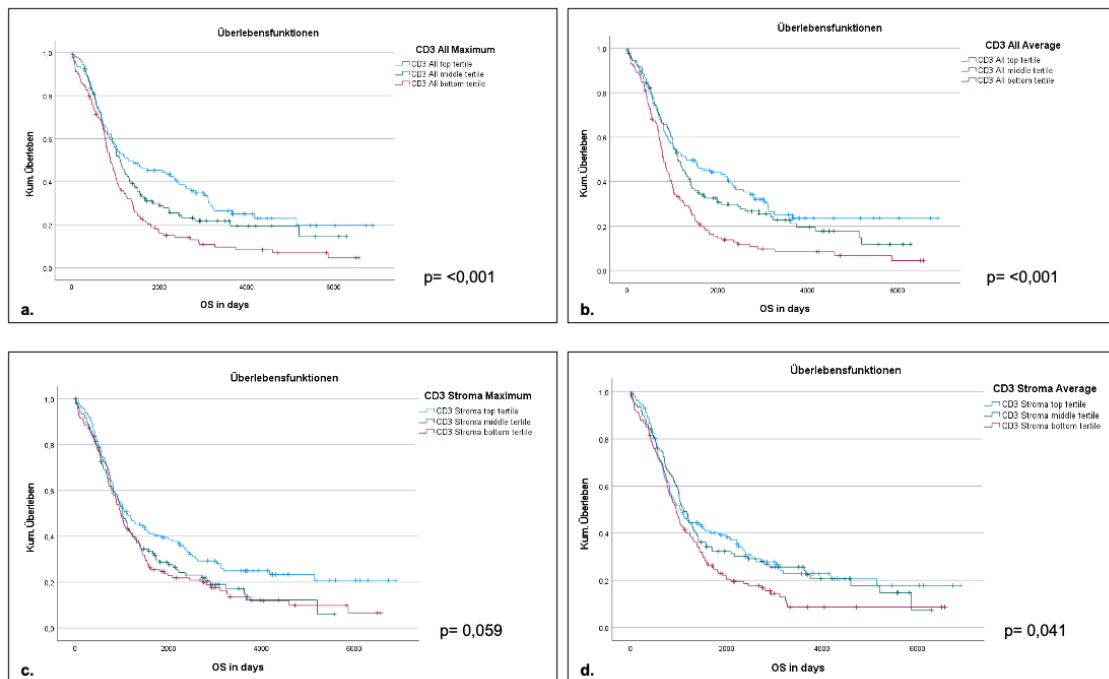 Überlebensfunktionen
CD3 All Maximum
CD3 All top tertile
CD3 All middle tertile
CD3 All bottom tertile
Kum. Überleben
1,0
0,8
0,6
0,4
0,2
0,0
0 2000 4000 6000
OS in days
p= <0,001
a.
Überlebensfunktionen
CD3 All Average
CD3 All top tertile
CD3 All middle tertile
CD3 All bottom tertile
Kum. Überleben
1,0
0,8
0,6
0,4
0,2
0,0
0 2000 4000 6000
OS in days
p= <0,001
b.
Überlebensfunktionen
CD3 Stroma Maximum
CD3 Stroma top tertile
CD3 Stroma middle tertile
CD3 Stroma bottom tertile
Kum. Überleben
1,0
0,8
0,6
0,4
0,2
0,0
0 2000 4000 6000
OS in days
p= 0,059
c.
Überlebensfunktionen
CD3 Stroma Average
CD3 Stroma top tertile
CD3 Stroma middle tertile
CD3 Stroma bottom tertile
Kum. Überleben
1,0
0,8
0,6
0,4
0,2
0,0
0 2000 4000 6000
OS in days
p= 0,041
d.